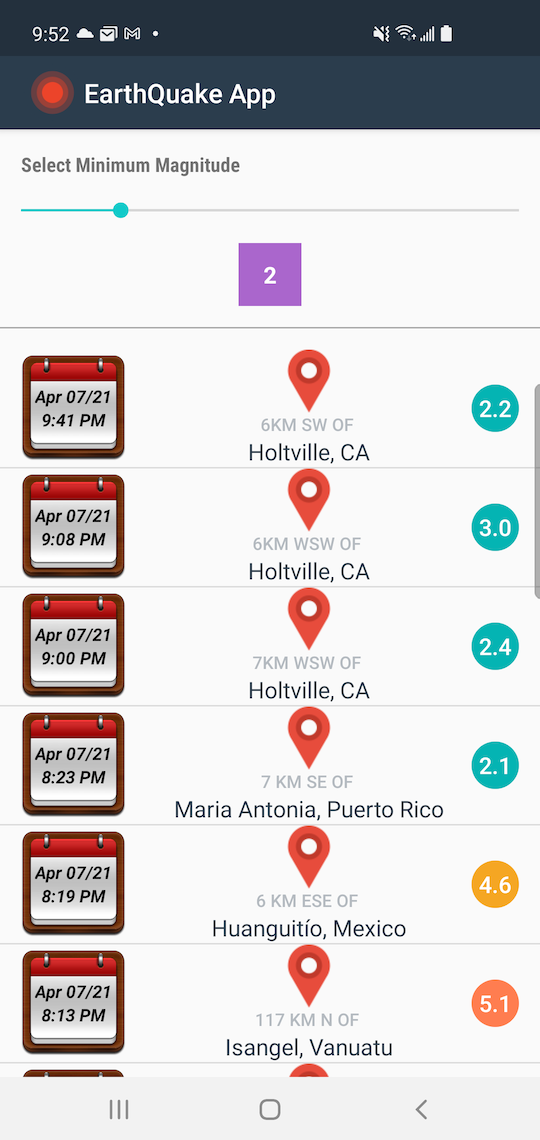 9:52
EarthQuake App
Select Minimum Magnitude
2
Apr 07/21
9:41 PM
6KM SW OF
Holtville, CA
2.2
Apr 07/21
9:08 PM
6KM WSW OF
Holtville, CA
3.0
Apr 07/21
9:00 PM
7KM WSW OF
Holtville, CA
2.4
Apr 07/21
8:23 PM
7 KM SE OF
Maria Antonia, Puerto Rico
2.1
Apr 07/21
8:19 PM
6 KM ESE OF
Huanguitío, Mexico
4.6
Apr 07/21
8:13 PM
117 KM N OF
Isangel, Vanuatu
5.1